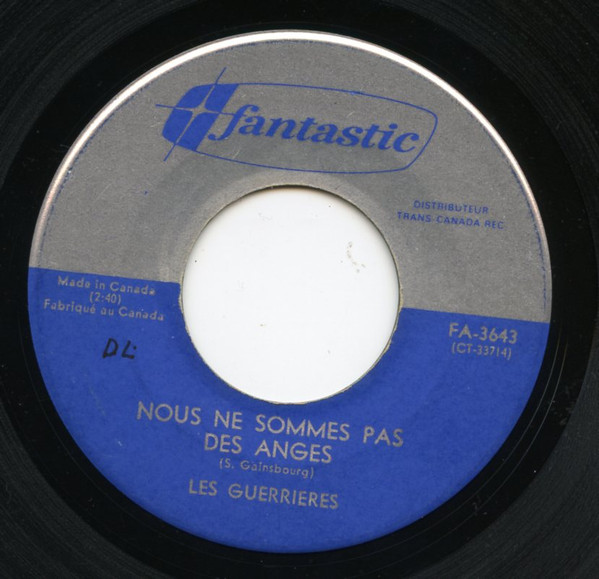 fantastic
DISTRIBUTEUR
TRANS-CANADA REC.
Made in Canada
(2:40)
Fabriqué au Canada
FA-3643
(CT-33714)
DL
NOUS NE SOMMES PAS
DES ANGES
(S. Gainsbourg)
LES GUERRIERES